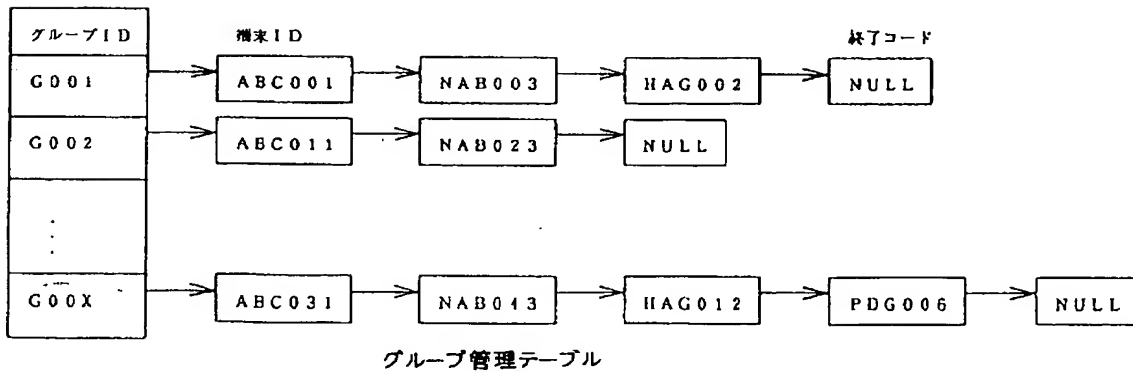 グループID 端末ID 終了コード
G001 ABC001 NAB003 HAG002 NULL
G002 ABC011 NAB023 NULL
G00X ABC031 NAB043 HAG012 PDG006 NULL
グループ管理テーブル